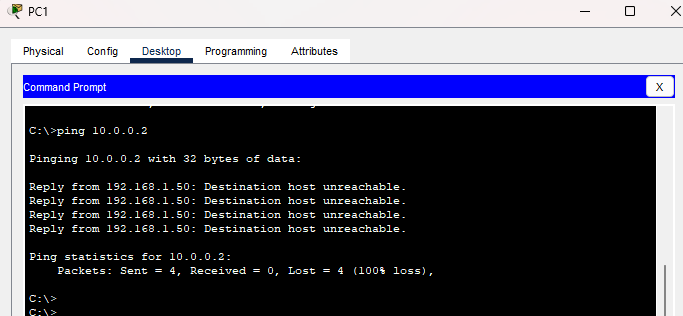 PC1
Physical Config Desktop Programming Attributes
Command Prompt X
C:\>ping 10.0.0.2
Pinging 10.0.0.2 with 32 bytes of data:
Reply from 192.168.1.50: Destination host unreachable.
Reply from 192.168.1.50: Destination host unreachable.
Reply from 192.168.1.50: Destination host unreachable.
Reply from 192.168.1.50: Destination host unreachable.
Ping statistics for 10.0.0.2:
Packets: Sent = 4, Received = 0, Lost = 4 (100% loss),
C:\>
C:\>